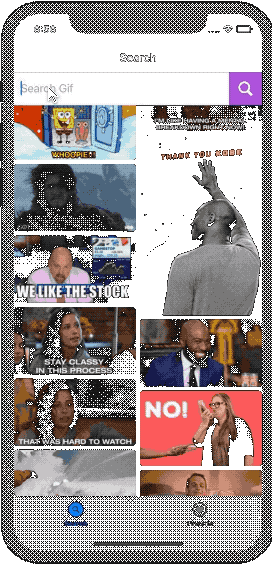 Search
Search Gif
WHOOPIE.
THANK YOU KOBE
WE LIKE THE STOCK
STAY CLASSY
IN THIS PROCESS
NO!
THAT WAS HARD TO WATCH